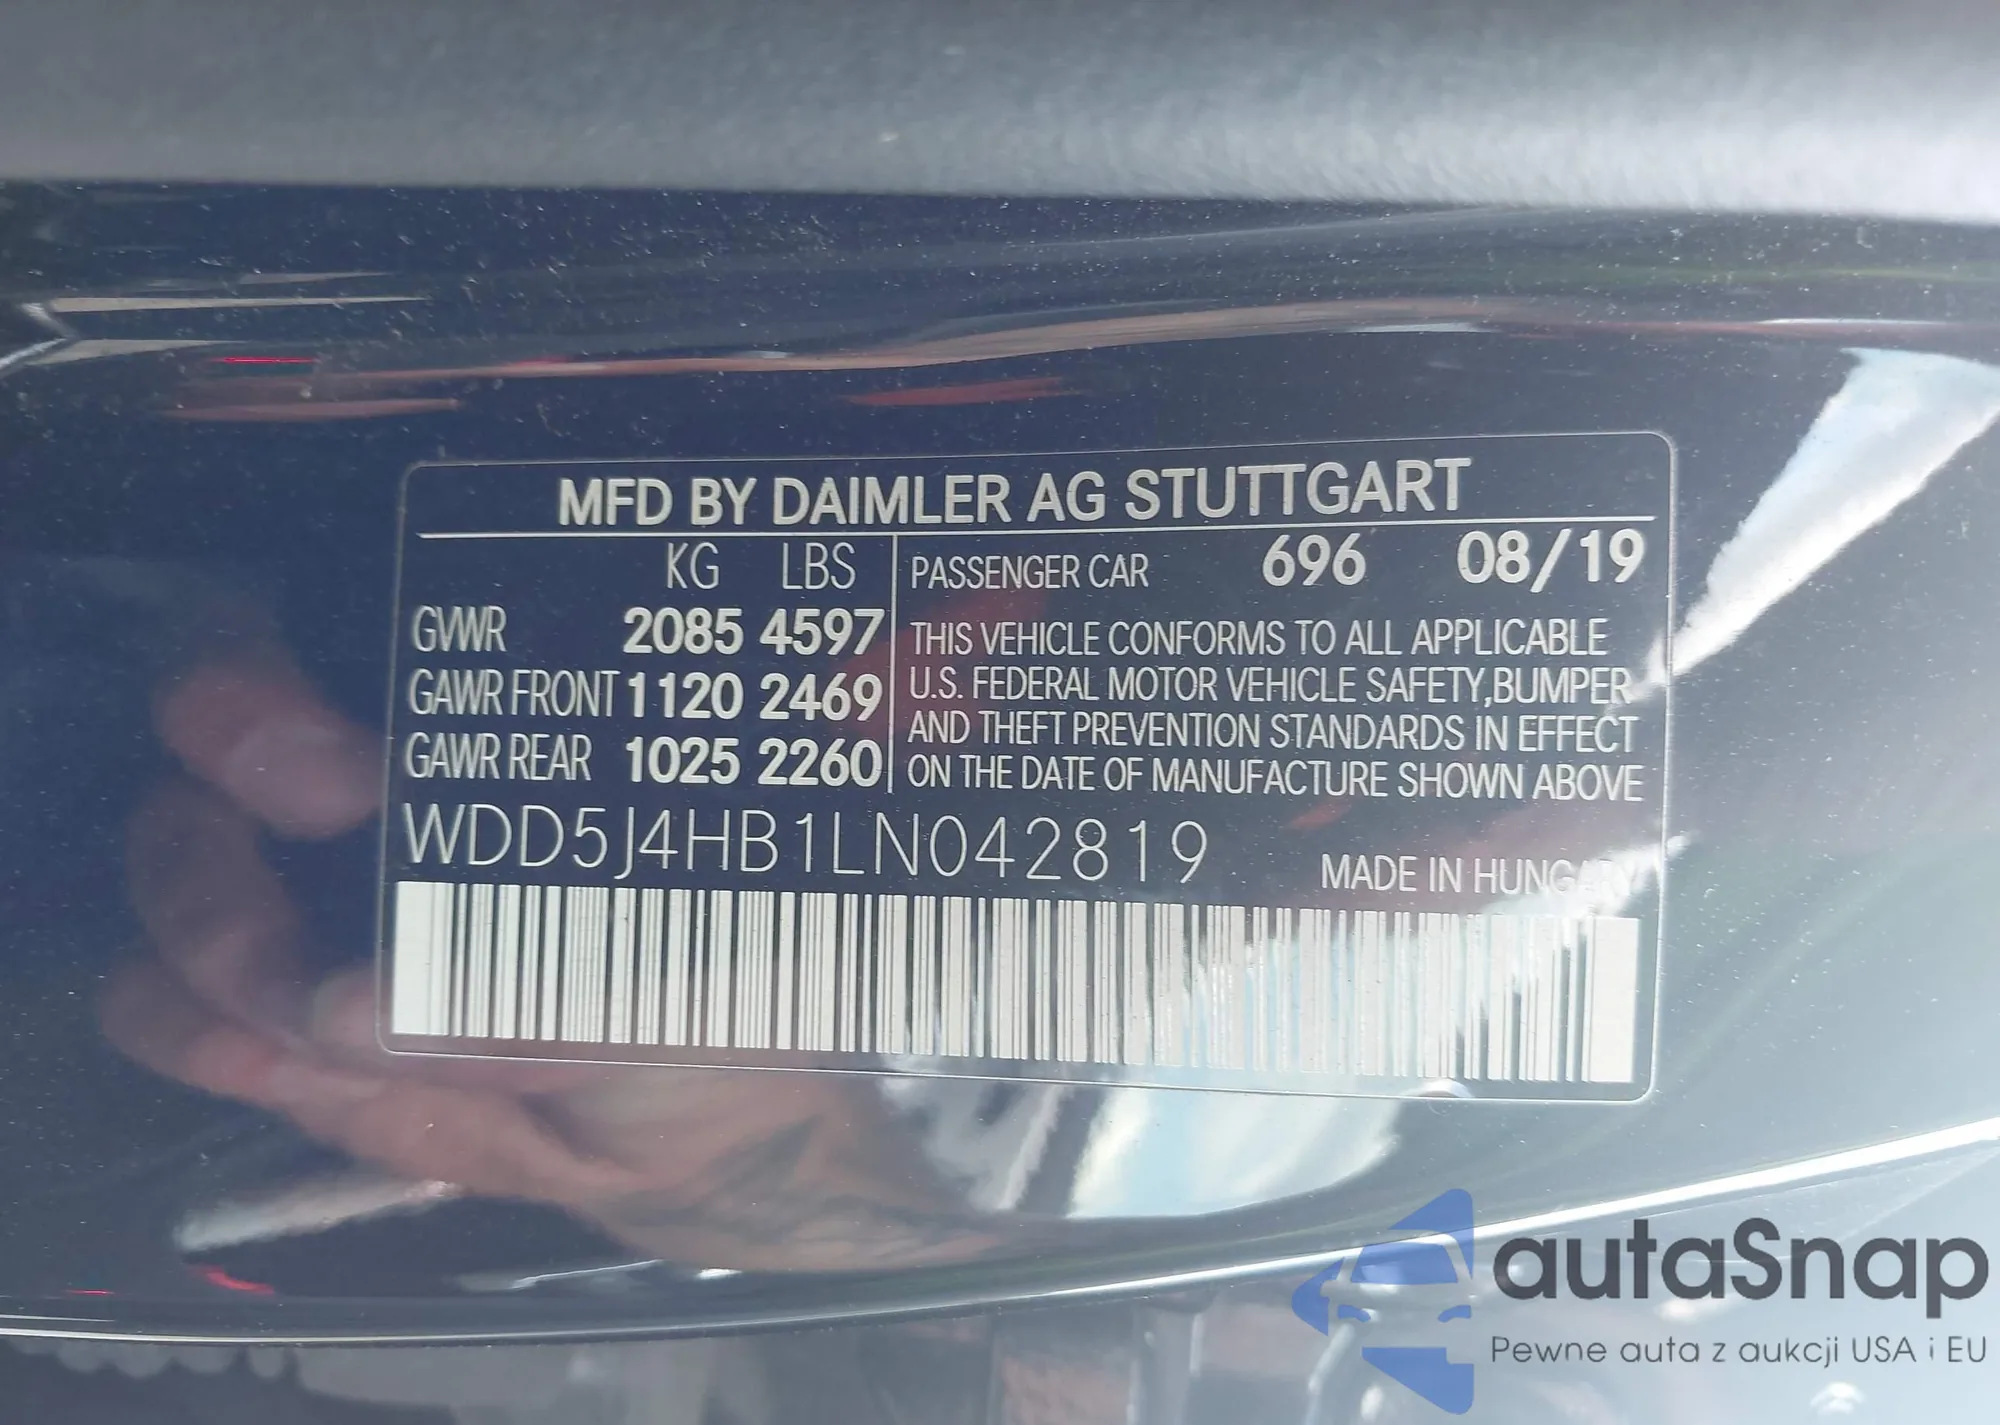 MFD BY DAIMLER AG STUTTGART
KG LBS
GVWR 2085 4597
GAWR FRONT 1120 2469
GAWR REAR 1025 2260
PASSENGER CAR 696 08/19
THIS VEHICLE CONFORMS TO ALL APPLICABLE
U.S. FEDERAL MOTOR VEHICLE SAFETY,BUMPER
AND THEFT PREVENTION STANDARDS IN EFFECT
ON THE DATE OF MANUFACTURE SHOWN ABOVE
WDD5J4HB1LN042819
MADE IN HUNGARY
autaSnap
Pewne auta z aukcji USA i EU